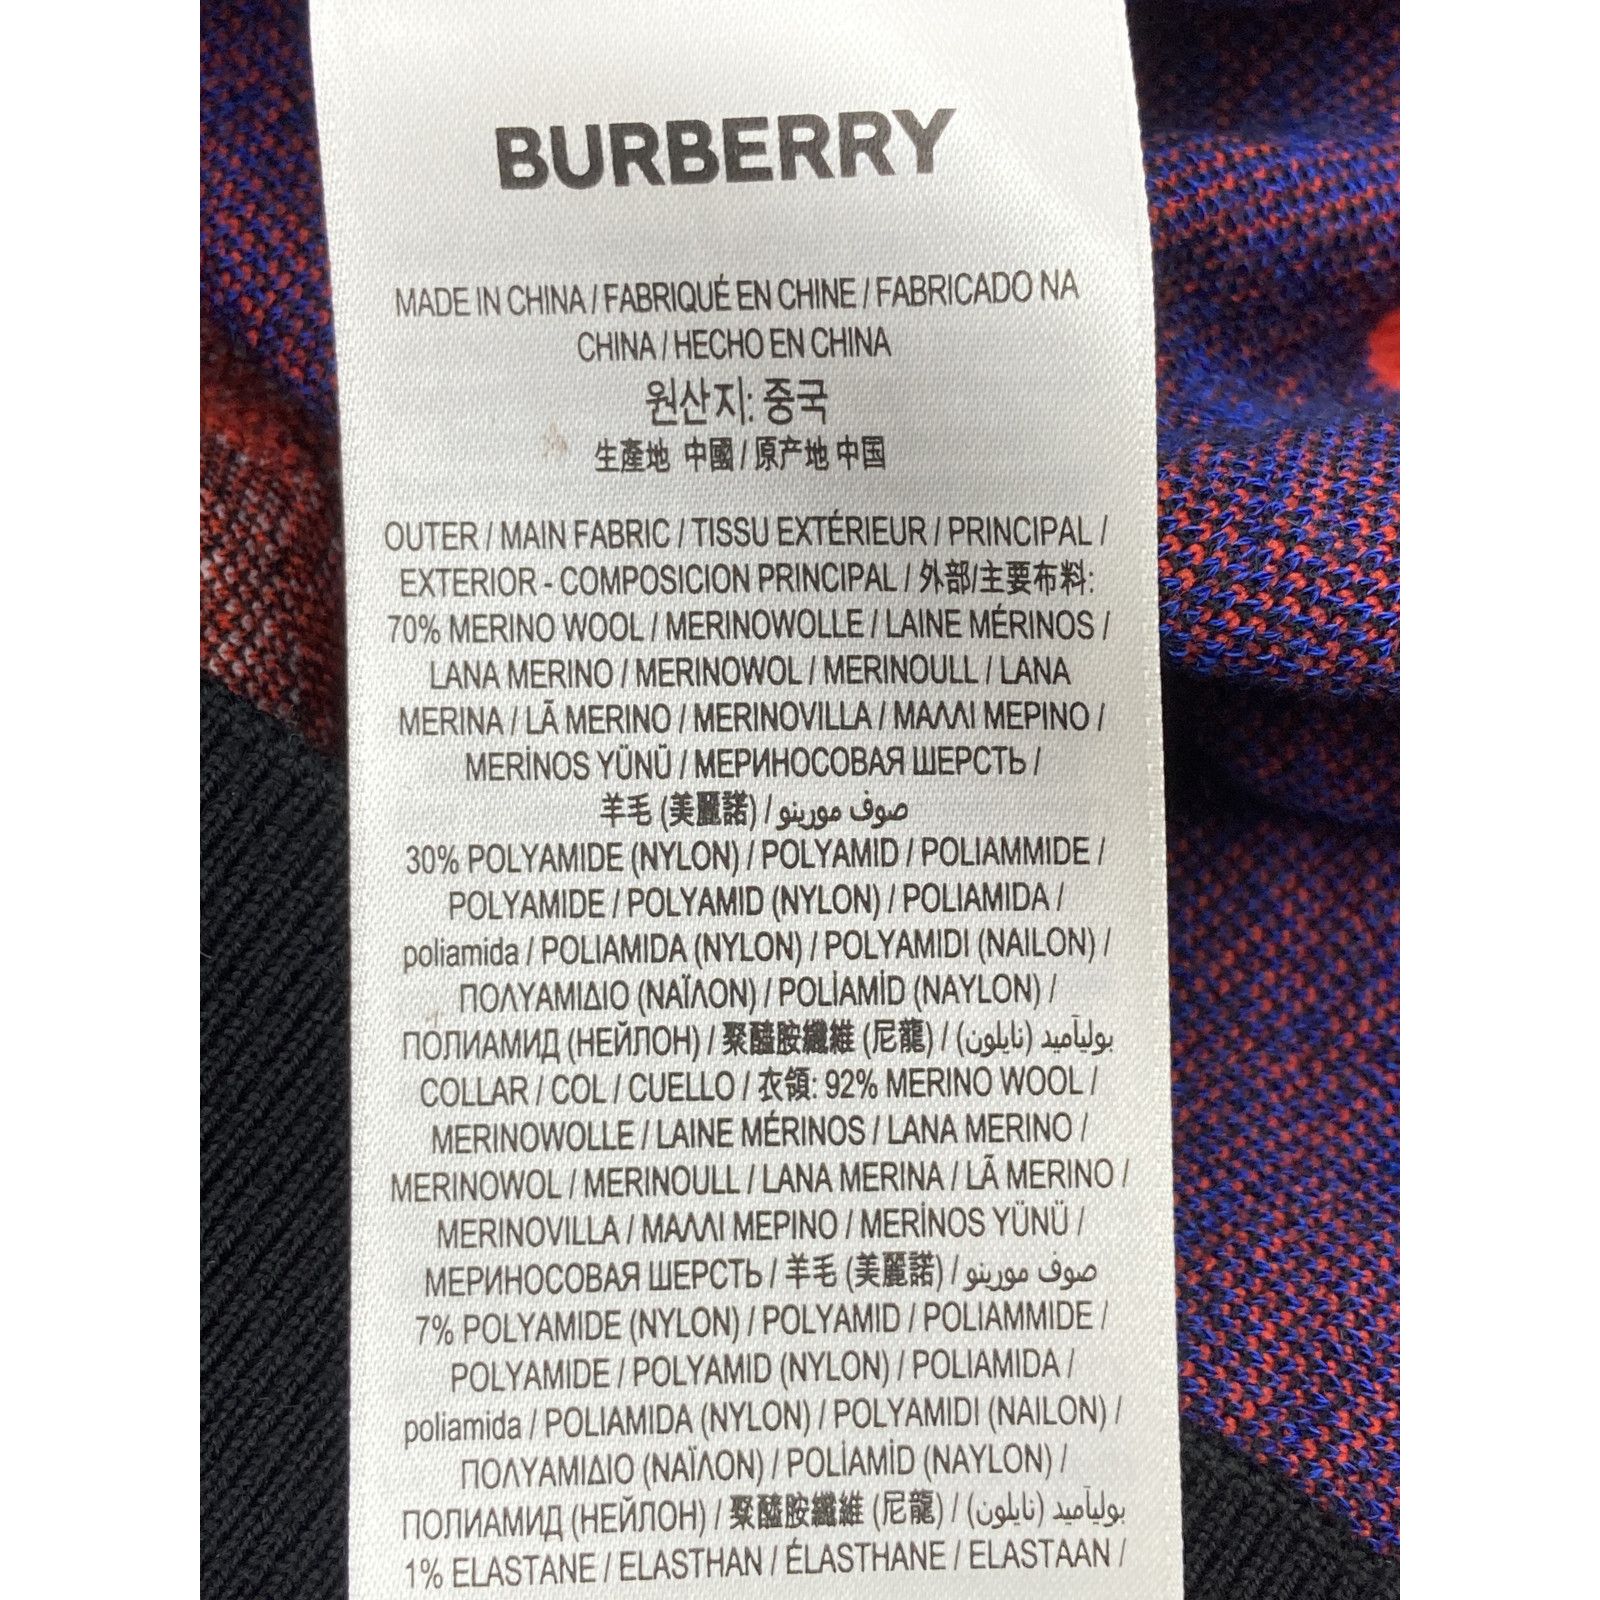 BURBERRY
MADE IN CHINA / FABRIQUÉ EN CHINE / FABRICADO NA
CHINA / HECHO EN CHINA
원산지: 중국
生產地 中國 / 原产地 中国
OUTER / MAIN FABRIC / TISSU EXTÉRIEUR / PRINCIPAL /
EXTERIOR - COMPOSICION PRINCIPAL / 外部/主要布料:
70% MERINO WOOL / MERINOWOLLE / LAINE MÉRINOS /
LANA MERINO / MERINOWOL / MERINOULL / LANA
MERINA / LÃ MERINO / MERINOVILLA / ΜΑΛΛΙ ΜΕΡΙΝΟ /
MERİNOS YÜNÜ / МЕРИНОСОВАЯ ШЕРСТЬ /
羊毛 (美麗諾) / صوف مورينو
30% POLYAMIDE (NYLON) / POLYAMID / POLIAMMIDE /
POLYAMIDE / POLYAMID (NYLON) / POLIAMIDA /
poliamida / POLIAMIDA (NYLON) / POLYAMIDI (NAILON) /
ΠΟΛΥΑΜΙΔΙΟ (ΝΑΪΛΟΝ) / POLİAMİD (NAYLON) /
ПОЛИАМИД (НЕЙЛОН) / 聚醯胺纖維 (尼龍) / بولياَميد (نايلون)
COLLAR / COL / CUELLO / 衣領: 92% MERINO WOOL /
MERINOWOLLE / LAINE MÉRINOS / LANA MERINO /
MERINOWOL / MERINOULL / LANA MERINA / LÃ MERINO /
MERINOVILLA / ΜΑΛΛΙ ΜΕΡΙΝΟ / MERİNOS YÜNÜ /
МЕРИНОСОВАЯ ШЕРСТЬ / 羊毛 (美麗諾) / صوف مورينو
7% POLYAMIDE (NYLON) / POLYAMID / POLIAMMIDE /
POLYAMIDE / POLYAMID (NYLON) / POLIAMIDA /
poliamida / POLIAMIDA (NYLON) / POLYAMIDI (NAILON) /
ΠΟΛΥΑΜΙΔΙΟ (ΝΑΪΛΟΝ) / POLİAMİD (NAYLON) /
ПОЛИАМИД (НЕЙЛОН) / 聚醯胺纖維 (尼龍) / بولياَميد (نايلون)
1% ELASTANE / ELASTHAN / ÉLASTHANE / ELASTAAN /